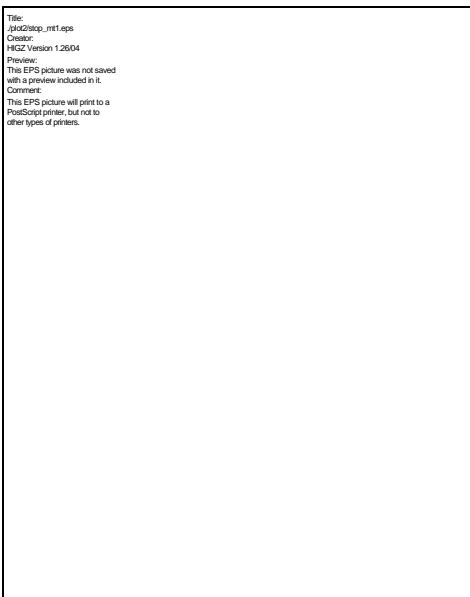 Title:
./plot2/stop_mt1.eps
Creator:
HIGZ Version 1.26/04
Preview:
This EPS picture was not saved
with a preview included in it.
Comment:
This EPS picture will print to a
PostScript printer, but not to
other types of printers.